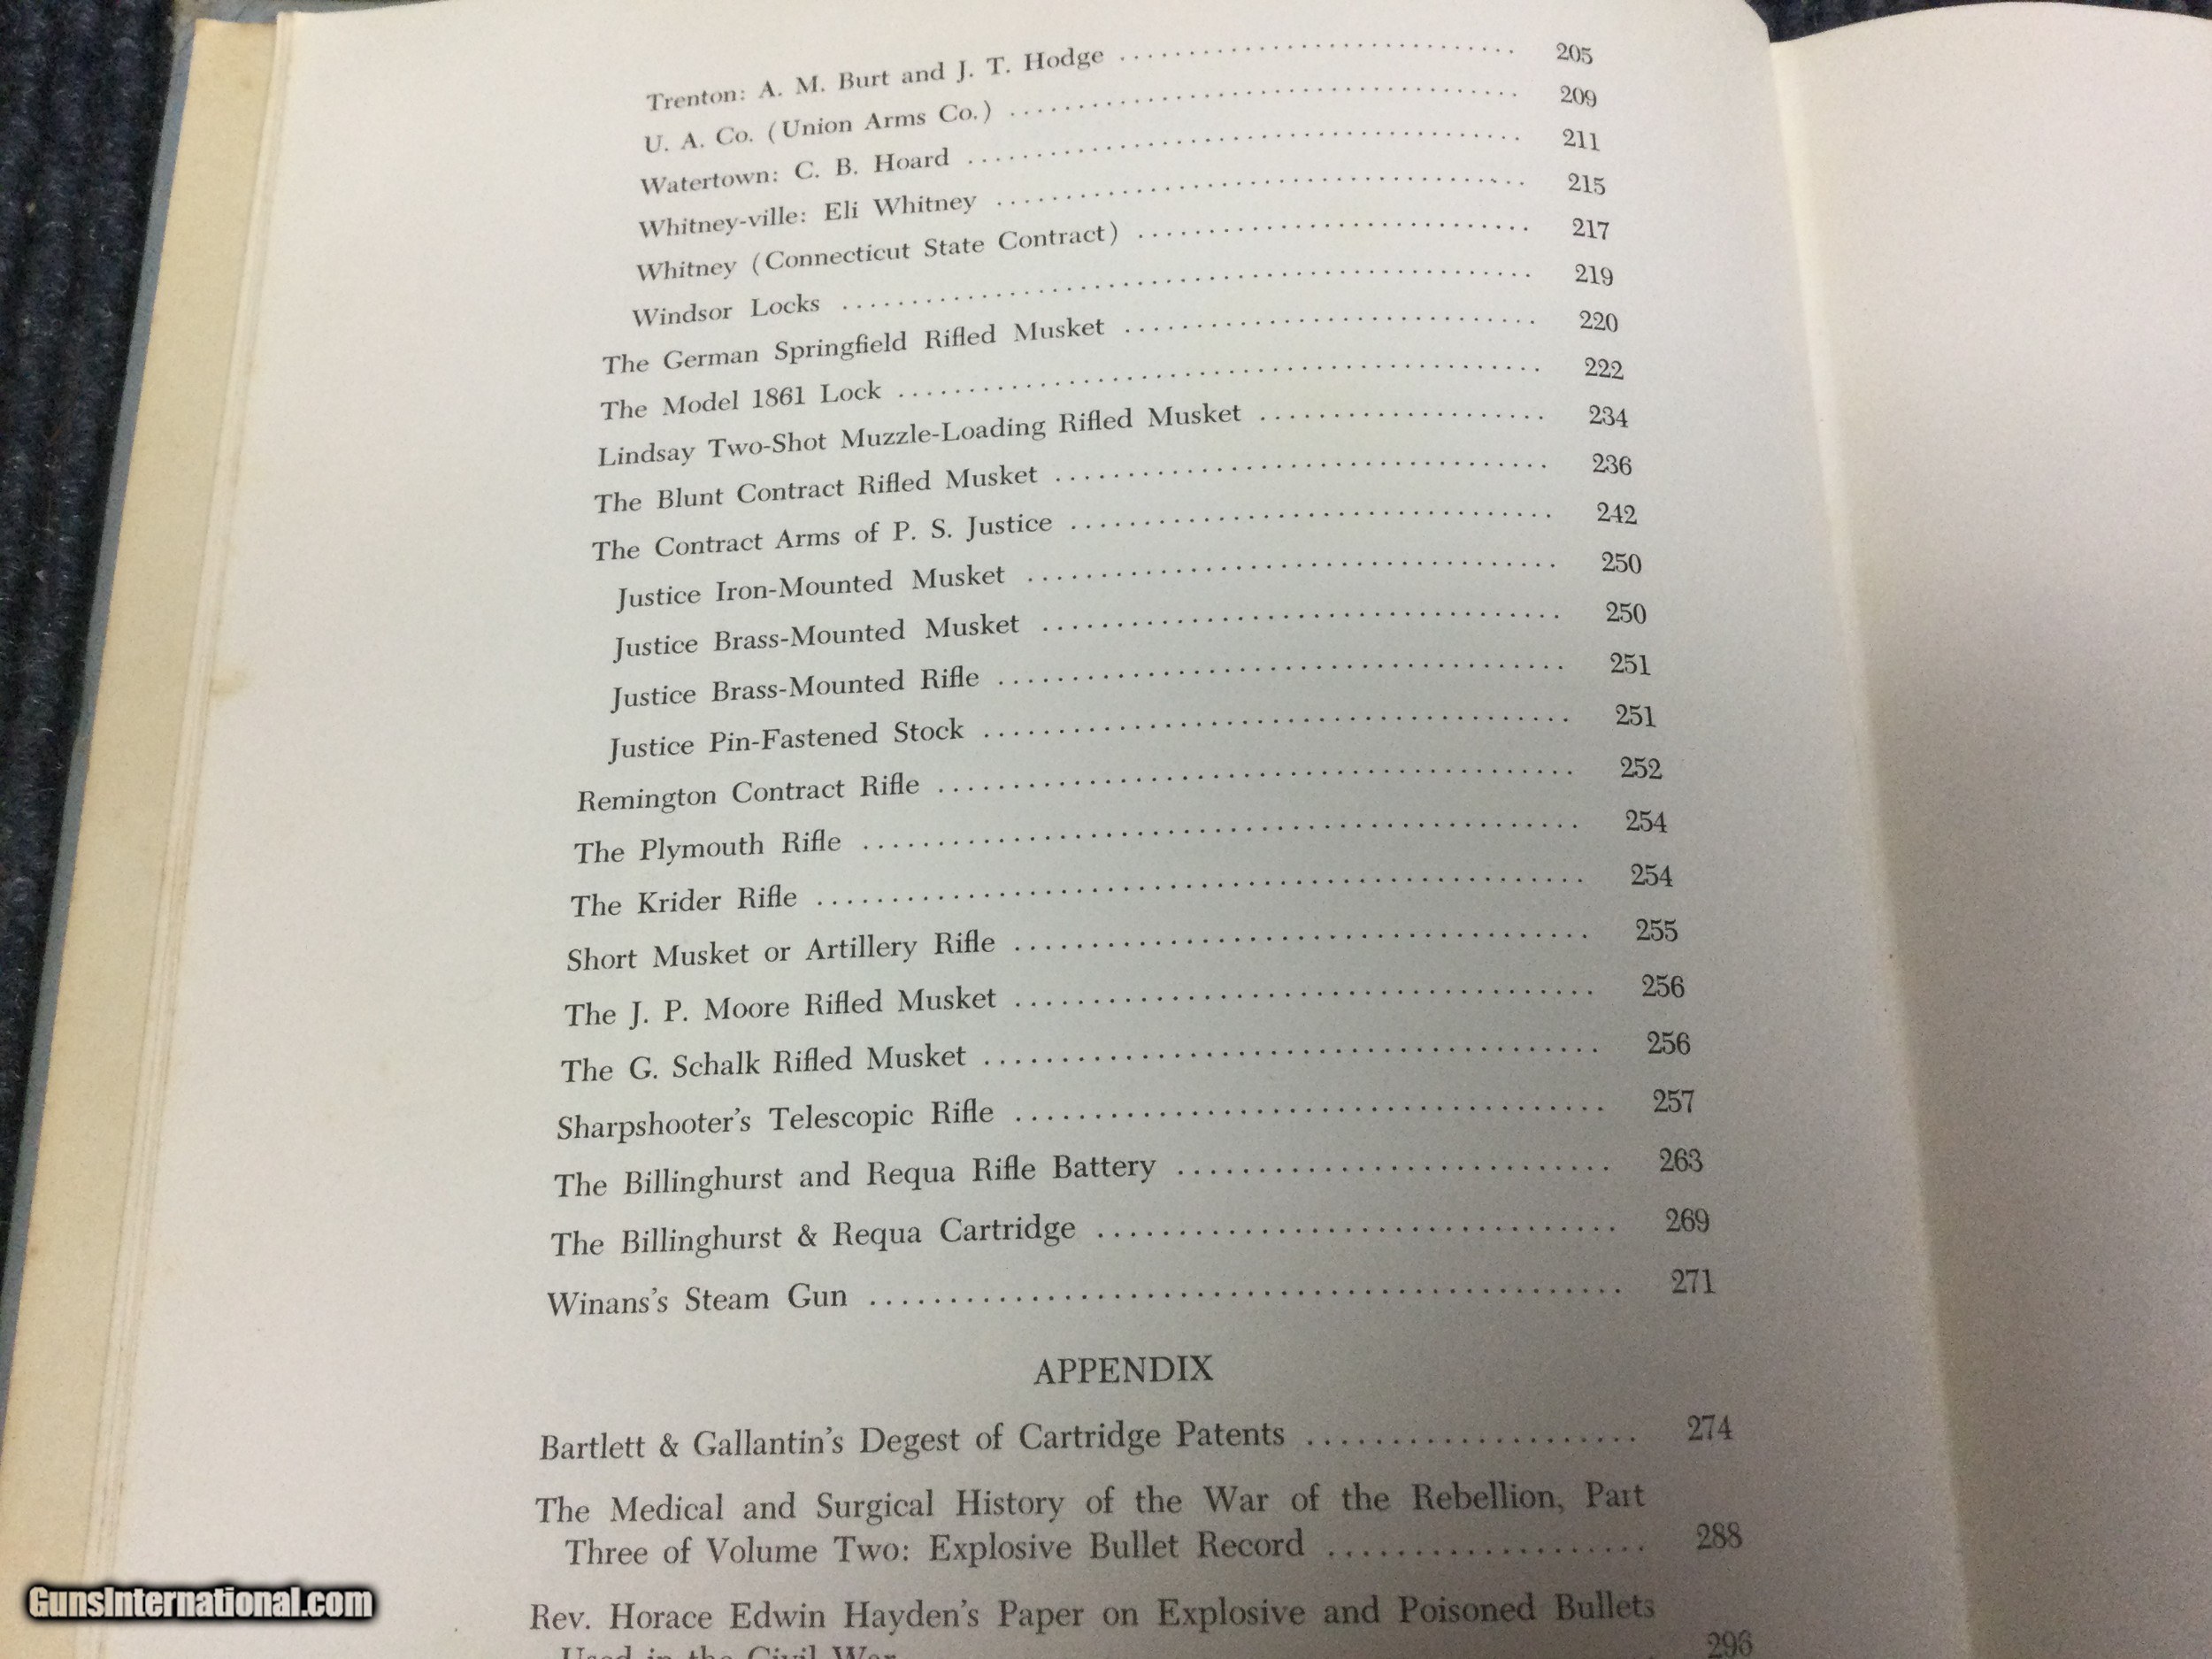 Trenton: A. M. Burt and J. T. Hodge ........................ 205
U. A. Co. (Union Arms Co.) ........................ 209
Watertown: C. B. Hoard ........................ 211
Whitney-ville: Eli Whitney ........................ 215
Whitney (Connecticut State Contract) ........................ 217
Windsor Locks ........................ 219
The German Springfield Rifled Musket ........................ 220
The Model 1861 Lock ........................ 222
Lindsay Two-Shot Muzzle-Loading Rifled Musket ........................ 234
The Blunt Contract Rifled Musket ........................ 236
The Contract Arms of P. S. Justice ........................ 242
Justice Iron-Mounted Musket ........................ 250
Justice Brass-Mounted Musket ........................ 250
Justice Brass-Mounted Rifle ........................ 251
Justice Pin-Fastened Stock ........................ 251
Remington Contract Rifle ........................ 252
The Plymouth Rifle ........................ 254
The Krider Rifle ........................ 254
Short Musket or Artillery Rifle ........................ 255
The J. P. Moore Rifled Musket ........................ 256
The G. Schalk Rifled Musket ........................ 256
Sharpshooter's Telescopic Rifle ........................ 257
The Billinghurst and Requa Rifle Battery ........................ 263
The Billinghurst & Requa Cartridge ........................ 269
Winans's Steam Gun ........................ 271
APPENDIX
Bartlett & Gallantin's Degest of Cartridge Patents .................... 274
The Medical and Surgical History of the War of the Rebellion, Part
Three of Volume Two: Explosive Bullet Record ................... 288
Rev. Horace Edwin Hayden's Paper on Explosive and Poisoned Bullets
Used in the Civil War ........................ 296
GunsInternational.com